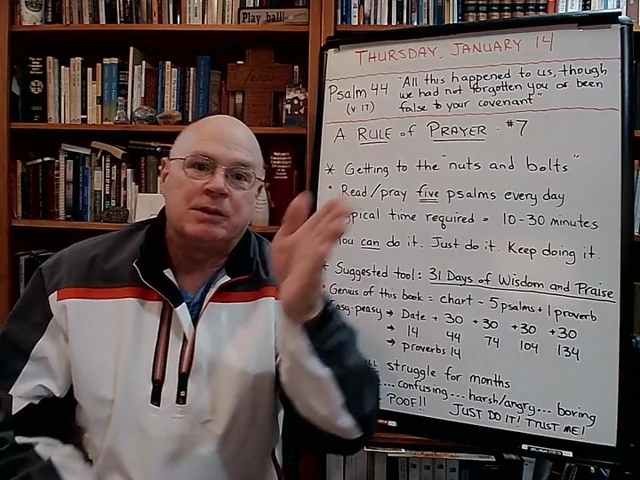 Play ball!
THURSDAY, JANUARY 14
Psalm 44 "All this happened to us, though
(v 17) we had not forgotten you or been
false to your covenant"
A RULE of PRAYER - #7
* Getting to the "nuts and bolts"
• Read/pray five psalms every day
pical time required = 10-30 minutes
You can do it. Just do it. Keep doing it.
* Suggested tool: 31 Days of Wisdom and Praise
• Genius of this book = chart - 5 psalms + 1 proverb
asy-peasy → Date + 30 + 30 + 30 + 30
→ 14 44 74 104 134
→ proverbs 14
struggle for months
... confusing... harsh/angry... boring
POOF!! JUST DO IT! TRUST ME!